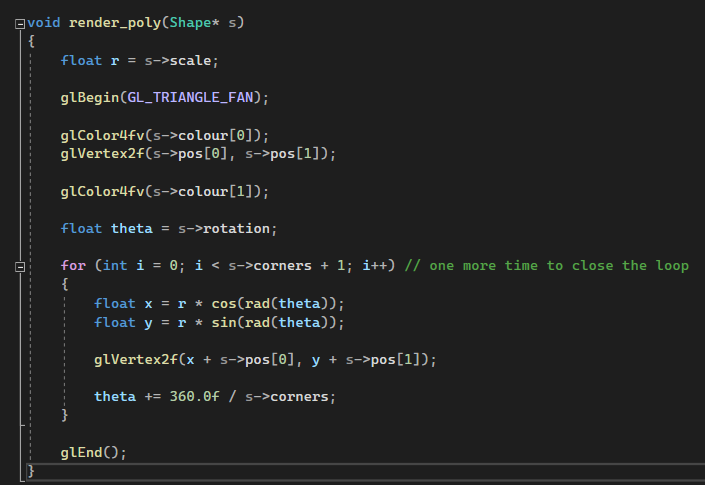 void render_poly(Shape* s)
{
float r = s->scale;
glBegin(GL_TRIANGLE_FAN);
glColor4fv(s->colour[0]);
glVertex2f(s->pos[0], s->pos[1]);
glColor4fv(s->colour[1]);
float theta = s->rotation;
for (int i = 0; i < s->corners + 1; i++) // one more time to close the loop
{
float x = r * cos(rad(theta));
float y = r * sin(rad(theta));
glVertex2f(x + s->pos[0], y + s->pos[1]);
theta += 360.0f / s->corners;
}
glEnd();
}